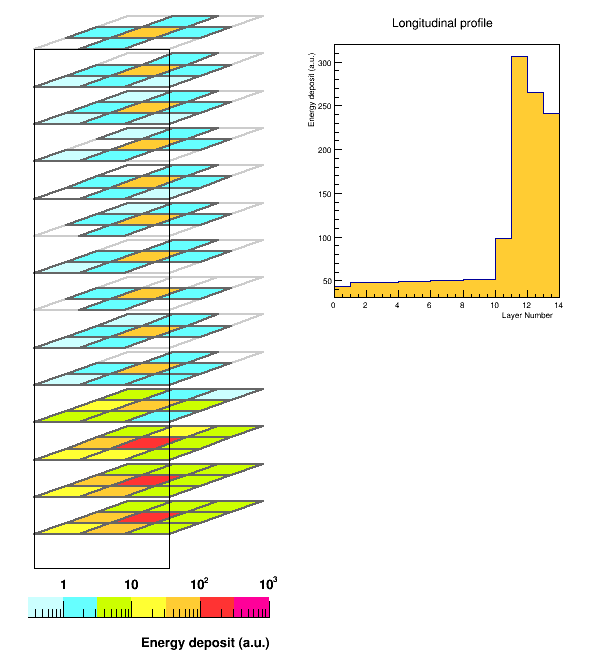 Longitudinal profile
Energy deposit (a.u.)
300
250
200
150
100
50
0 2 4 6 8 10 12 14
Layer Number
1 10 10² 10³
Energy deposit (a.u.)